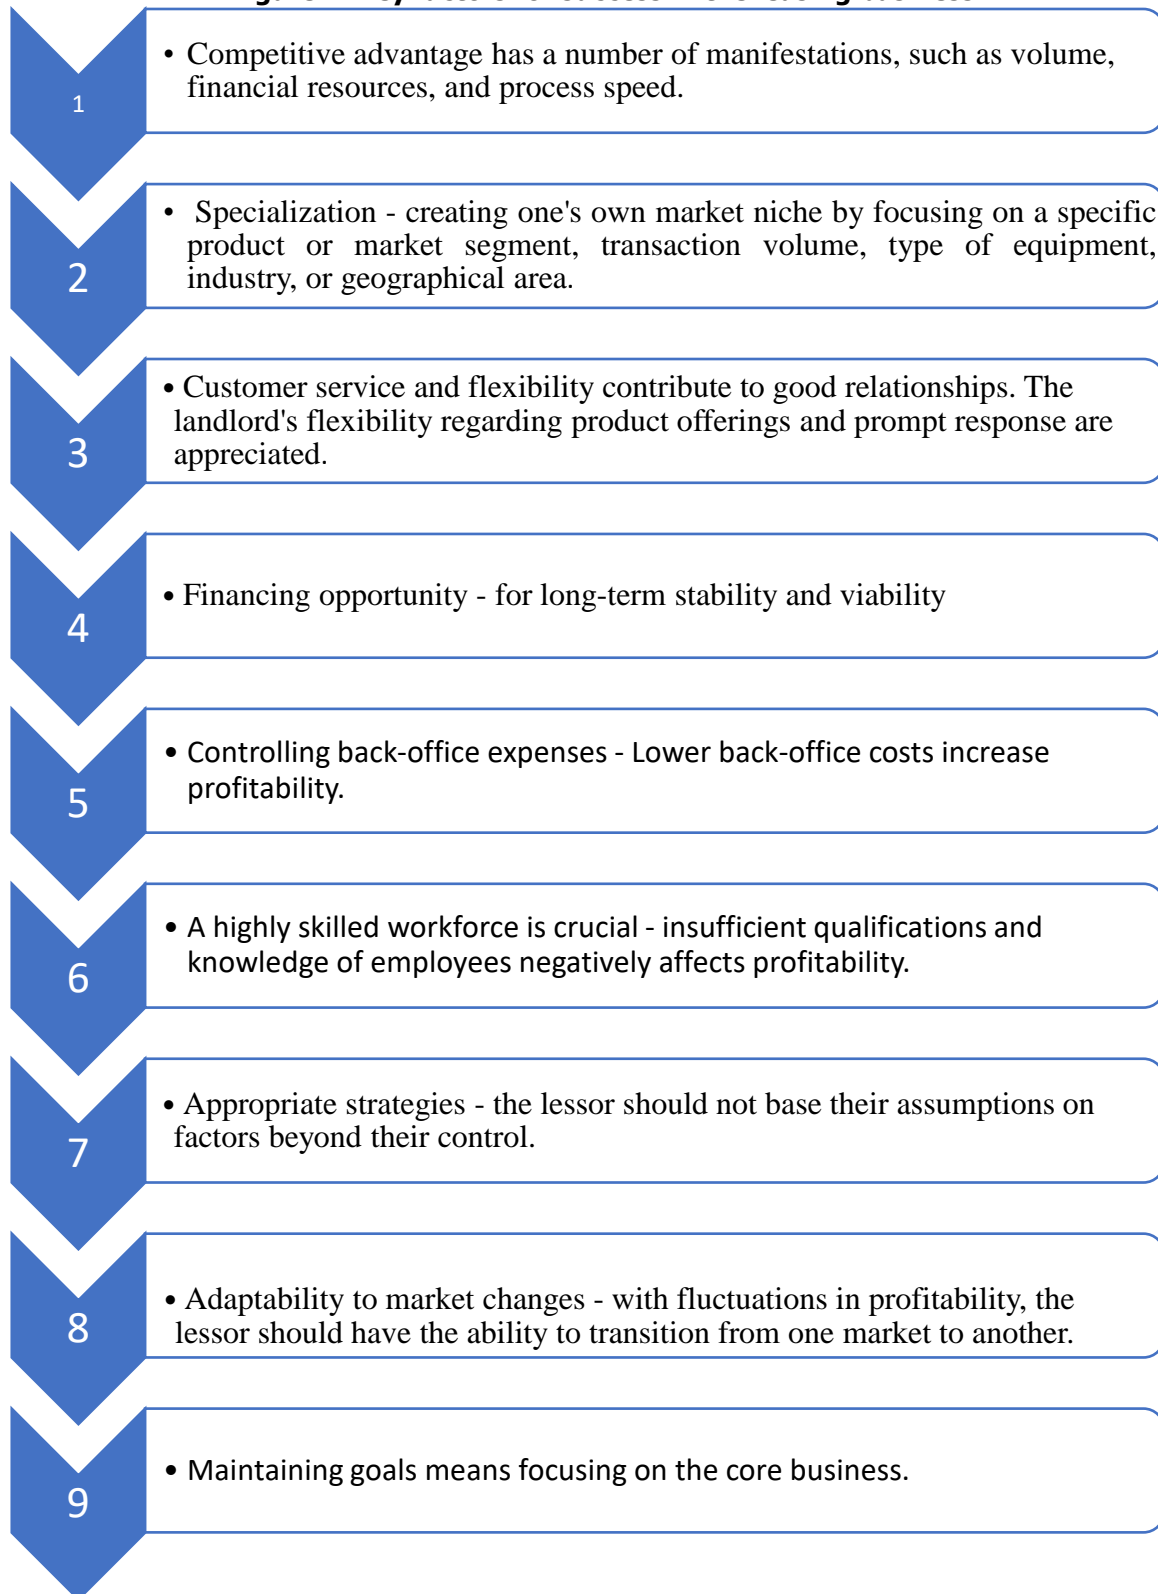 1
• Competitive advantage has a number of manifestations, such as volume,
financial resources, and process speed.
2
• Specialization - creating one's own market niche by focusing on a specific
product or market segment, transaction volume, type of equipment,
industry, or geographical area.
3
• Customer service and flexibility contribute to good relationships. The
landlord's flexibility regarding product offerings and prompt response are
appreciated.
4
• Financing opportunity - for long-term stability and viability
5
• Controlling back-office expenses - Lower back-office costs increase
profitability.
6
• A highly skilled workforce is crucial - insufficient qualifications and
knowledge of employees negatively affects profitability.
7
• Appropriate strategies - the lessor should not base their assumptions on
factors beyond their control.
8
• Adaptability to market changes - with fluctuations in profitability, the
lessor should have the ability to transition from one market to another.
9
• Maintaining goals means focusing on the core business.